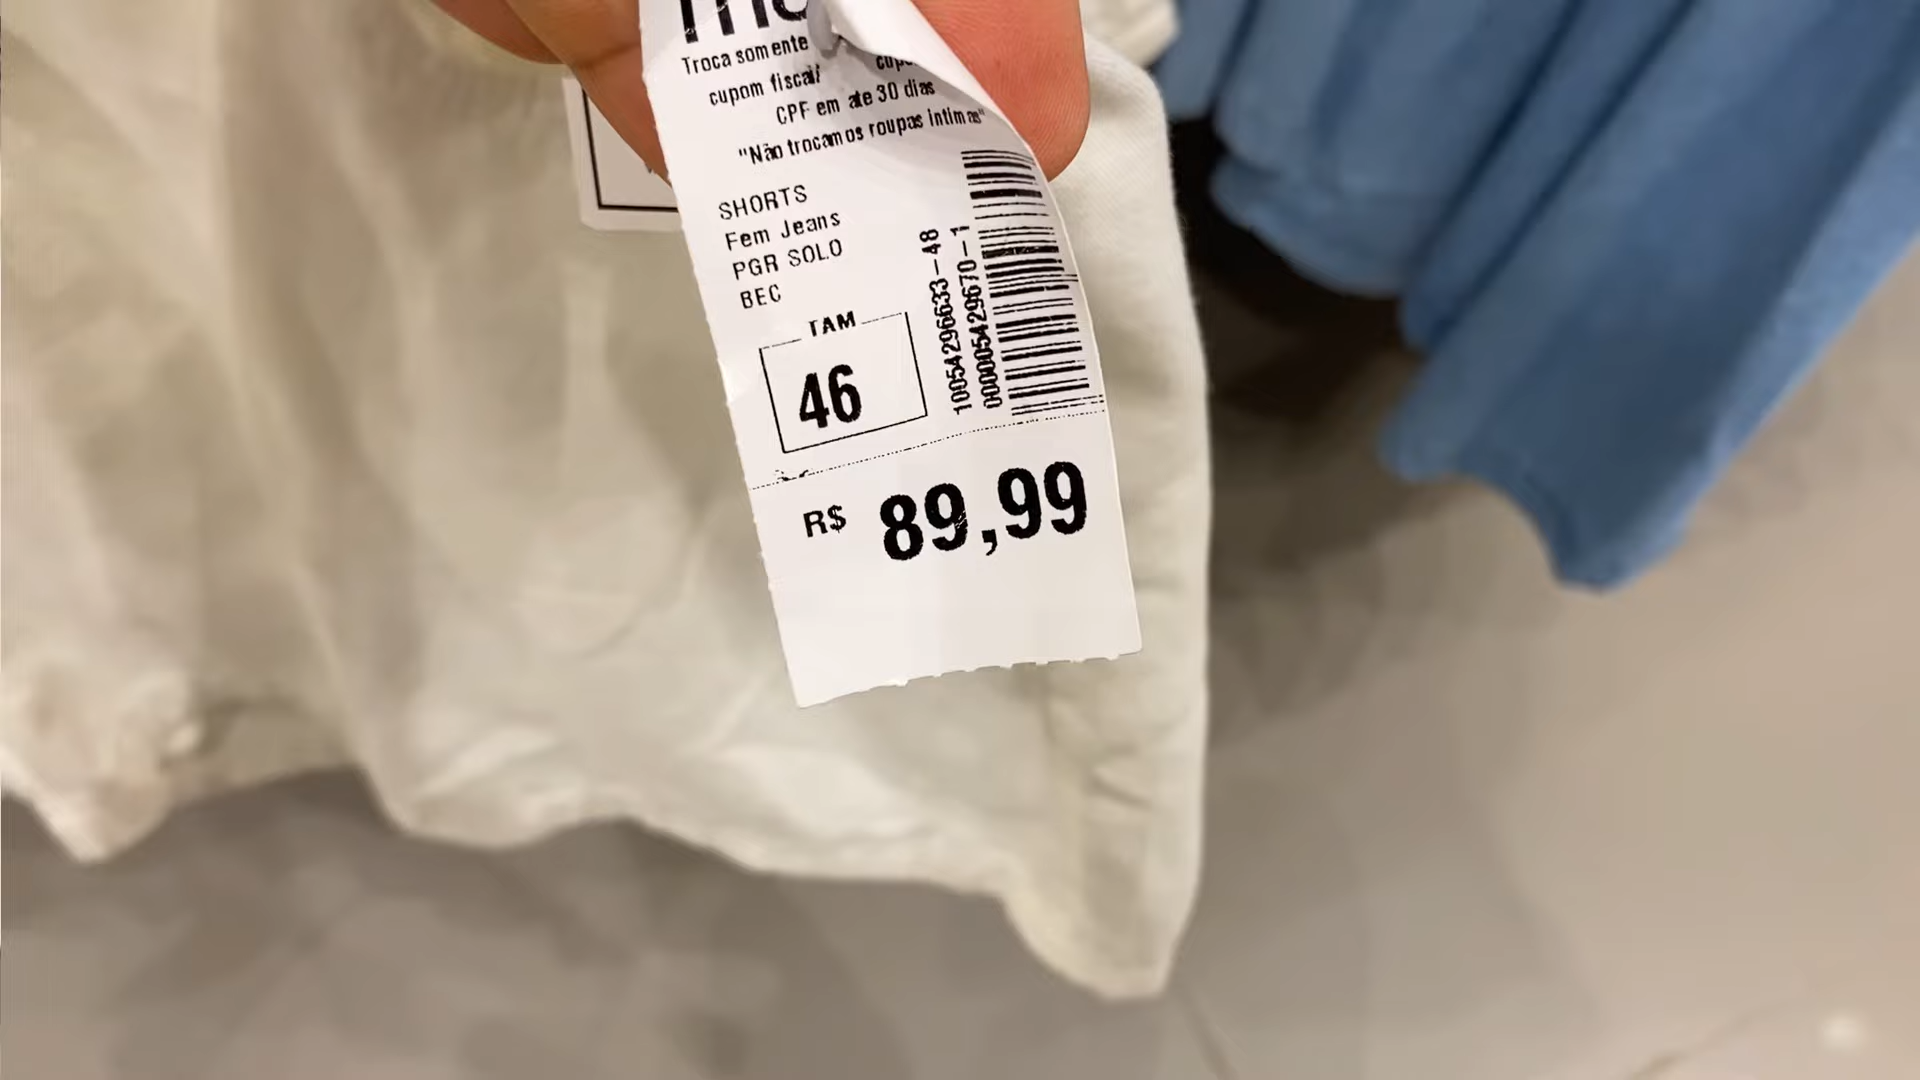 Troca somente
cupom fiscal/
CPF em ate 30 dias
"Não trocamos roupas intimas"
SHORTS
Fem Jeans
PGR SOLO
BEC
TAM
46
10054296633-48
000005429670-1
R$ 89,99